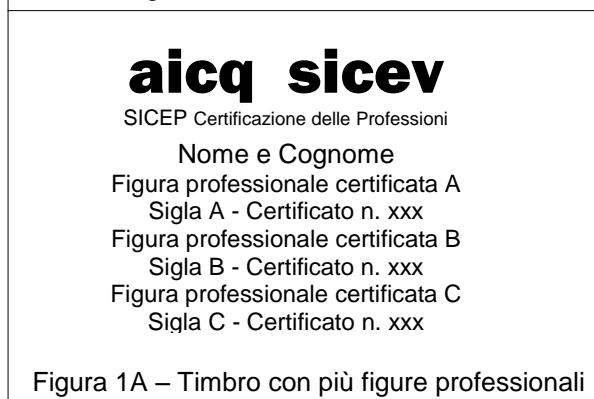 aicq sicev
SICEP Certificazione delle Professioni
Nome e Cognome
Figura professionale certificata A
Sigla A - Certificato n. xxx
Figura professionale certificata B
Sigla B - Certificato n. xxx
Figura professionale certificata C
Sigla C - Certificato n. xxx
Figura 1A – Timbro con più figure professionali